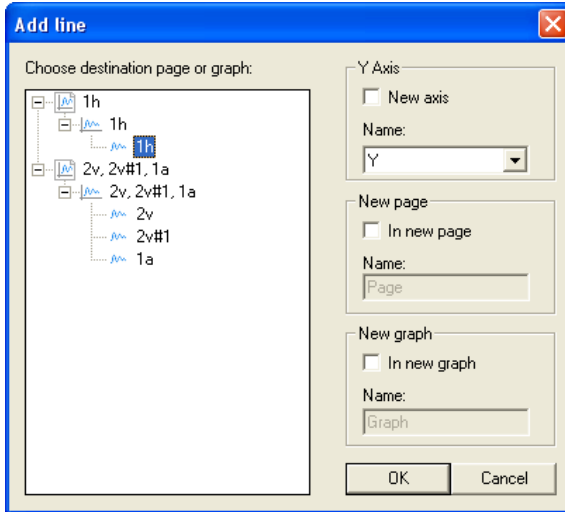 Add line
Choose destination page or graph:
1h
1h
1h
2v, 2v#1, 1a
2v, 2v#1, 1a
2v
2v#1
1a
Y Axis
New axis
Name:
Y
New page
In new page
Name:
Page
New graph
In new graph
Name:
Graph
OK
Cancel